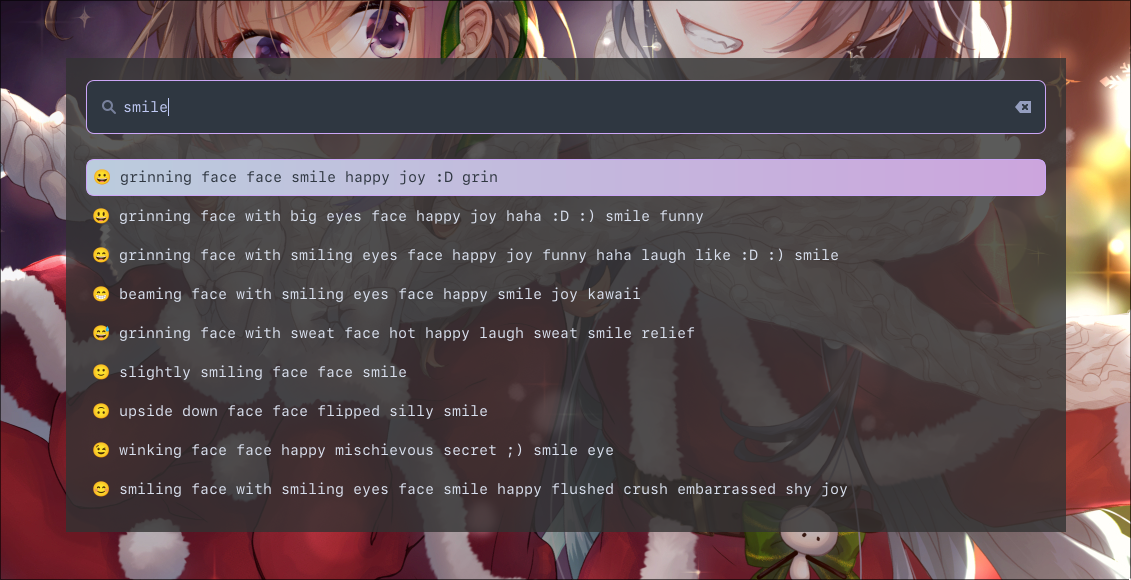 smile
😀 grinning face face smile happy joy :D grin
😃 grinning face with big eyes face happy joy haha :D :) smile funny
😄 grinning face with smiling eyes face happy joy funny haha laugh like :D :) smile
😁 beaming face with smiling eyes face happy smile joy kawaii
😅 grinning face with sweat face hot happy laugh sweat smile relief
🙂 slightly smiling face face smile
🙃 upside down face face flipped silly smile
😉 winking face face happy mischievous secret ;) smile eye
😊 smiling face with smiling eyes face smile happy flushed crush embarrassed shy joy